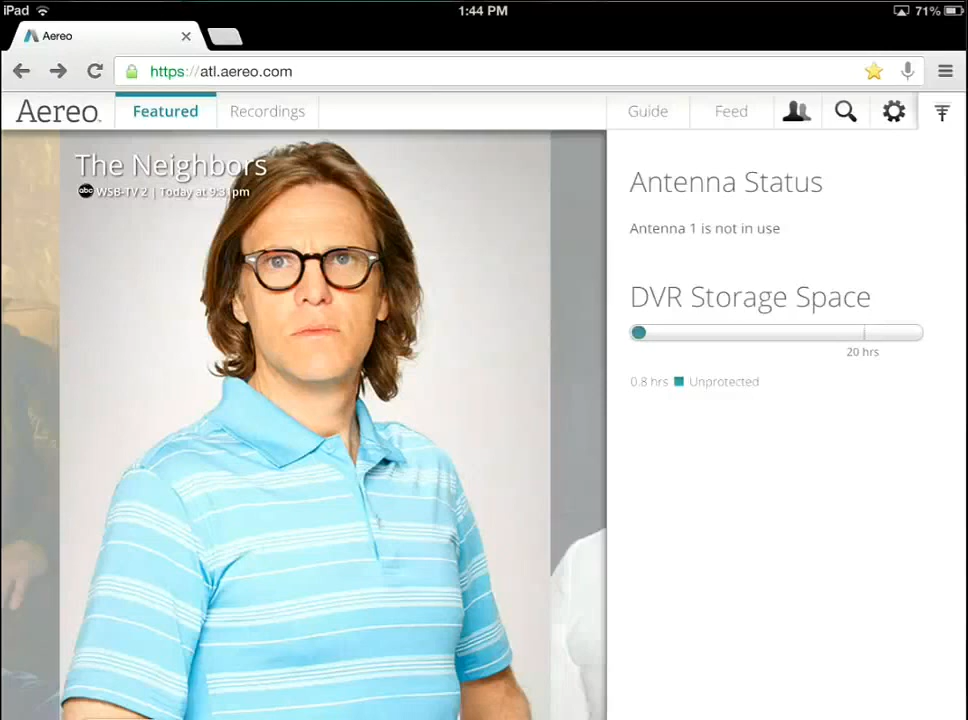 iPad 1:44 PM 71%
Aereo
https://atl.aereo.com
Aereo Featured Recordings Guide Feed
The Neighbors
abc WSB-TV 2 | Today at 9:31 pm
Antenna Status
Antenna 1 is not in use
DVR Storage Space
20 hrs
0.8 hrs Unprotected